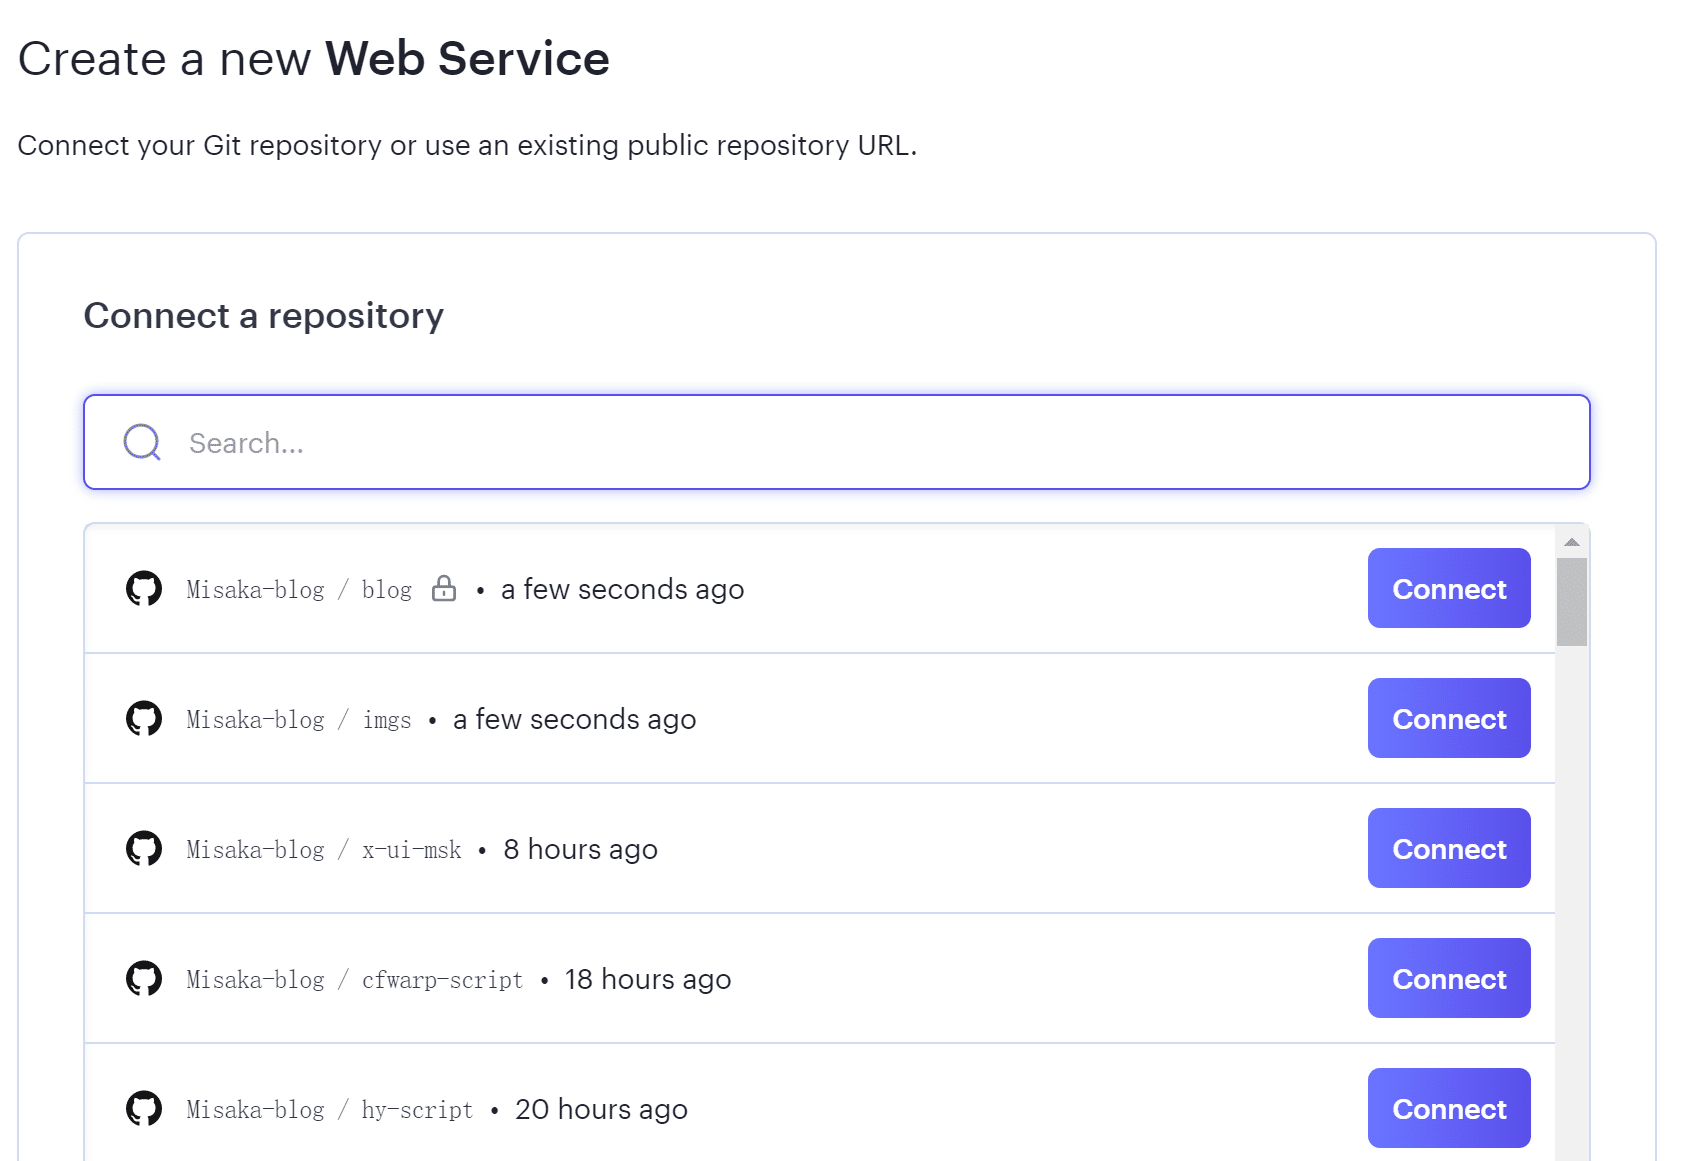 Create a new Web Service
Connect your Git repository or use an existing public repository URL.
Connect a repository
Search...
Misaka-blog / blog • a few seconds ago Connect
Misaka-blog / imgs • a few seconds ago Connect
Misaka-blog / x-ui-msk • 8 hours ago Connect
Misaka-blog / cfwarp-script • 18 hours ago Connect
Misaka-blog / hy-script • 20 hours ago Connect